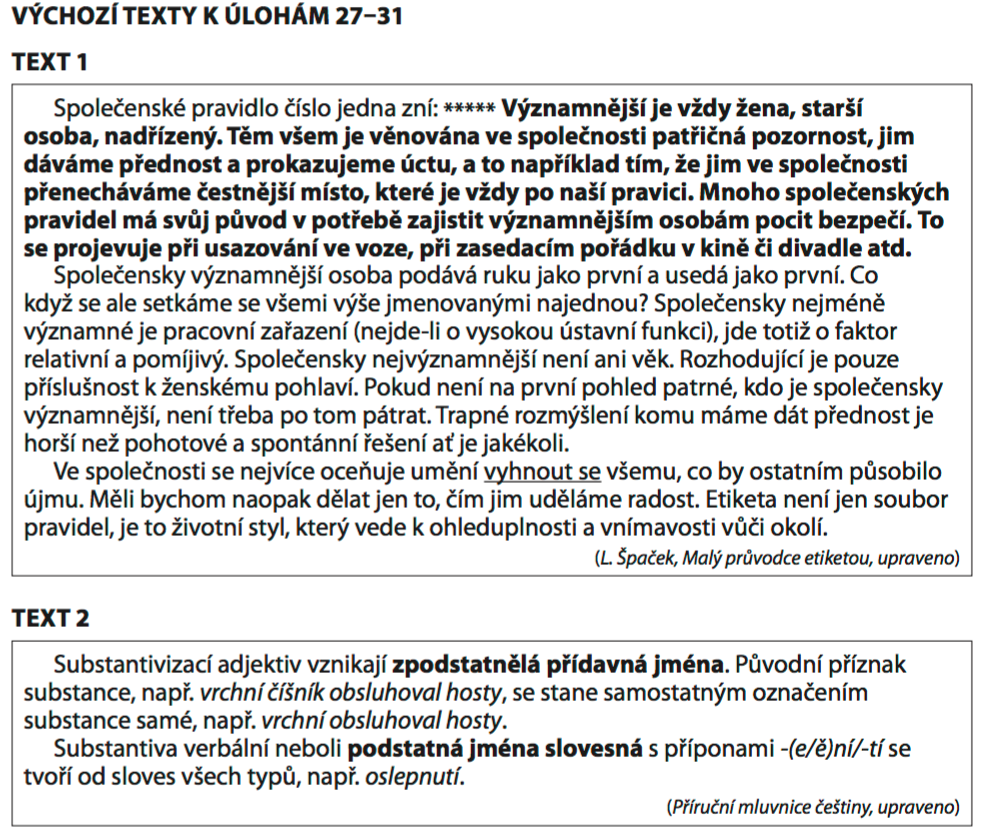 VÝCHOZÍ TEXTY K ÚLOHÁM 27–31
TEXT 1
Společenské pravidlo číslo jedna zní: ***** Významnější je vždy žena, starší
osoba, nadřízený. Těm všem je věnována ve společnosti patřičná pozornost, jim
dáváme přednost a prokazujeme úctu, a to například tím, že jim ve společnosti
přenecháváme čestnější místo, které je vždy po naší pravici. Mnoho společenských
pravidel má svůj původ v potřebě zajistit významnějším osobám pocit bezpečí. To
se projevuje při usazování ve voze, při zasedacím pořádku v kině či divadle atd.
Společensky významnější osoba podává ruku jako první a usedá jako první. Co
když se ale setkáme se všemi výše jmenovanými najednou? Společensky nejméně
významné je pracovní zařazení (nejde-li o vysokou ústavní funkci), jde totiž o faktor
relativní a pomíjivý. Společensky nejvýznamnější není ani věk. Rozhodující je pouze
příslušnost k ženskému pohlaví. Pokud není na první pohled patrné, kdo je společensky
významnější, není třeba po tom pátrat. Trapné rozmýšlení komu máme dát přednost je
horší než pohotové a spontánní řešení ať je jakékoli.
Ve společnosti se nejvíce oceňuje umění vyhnout se všemu, co by ostatním působilo
újmu. Měli bychom naopak dělat jen to, čím jim uděláme radost. Etiketa není jen soubor
pravidel, je to životní styl, který vede k ohleduplnosti a vnímavosti vůči okolí.
(L. Špaček, Malý průvodce etiketou, upraveno)
TEXT 2
Substantivizací adjektiv vznikají zpodstatnělá přídavná jména. Původní příznak
substance, např. vrchní číšník obsluhoval hosty, se stane samostatným označením
substance samé, např. vrchní obsluhoval hosty.
Substantiva verbální neboli podstatná jména slovesná s příponami -(e/ě)ní/-tí se
tvoří od sloves všech typů, např. oslepnutí.
(Příruční mluvnice češtiny, upraveno)